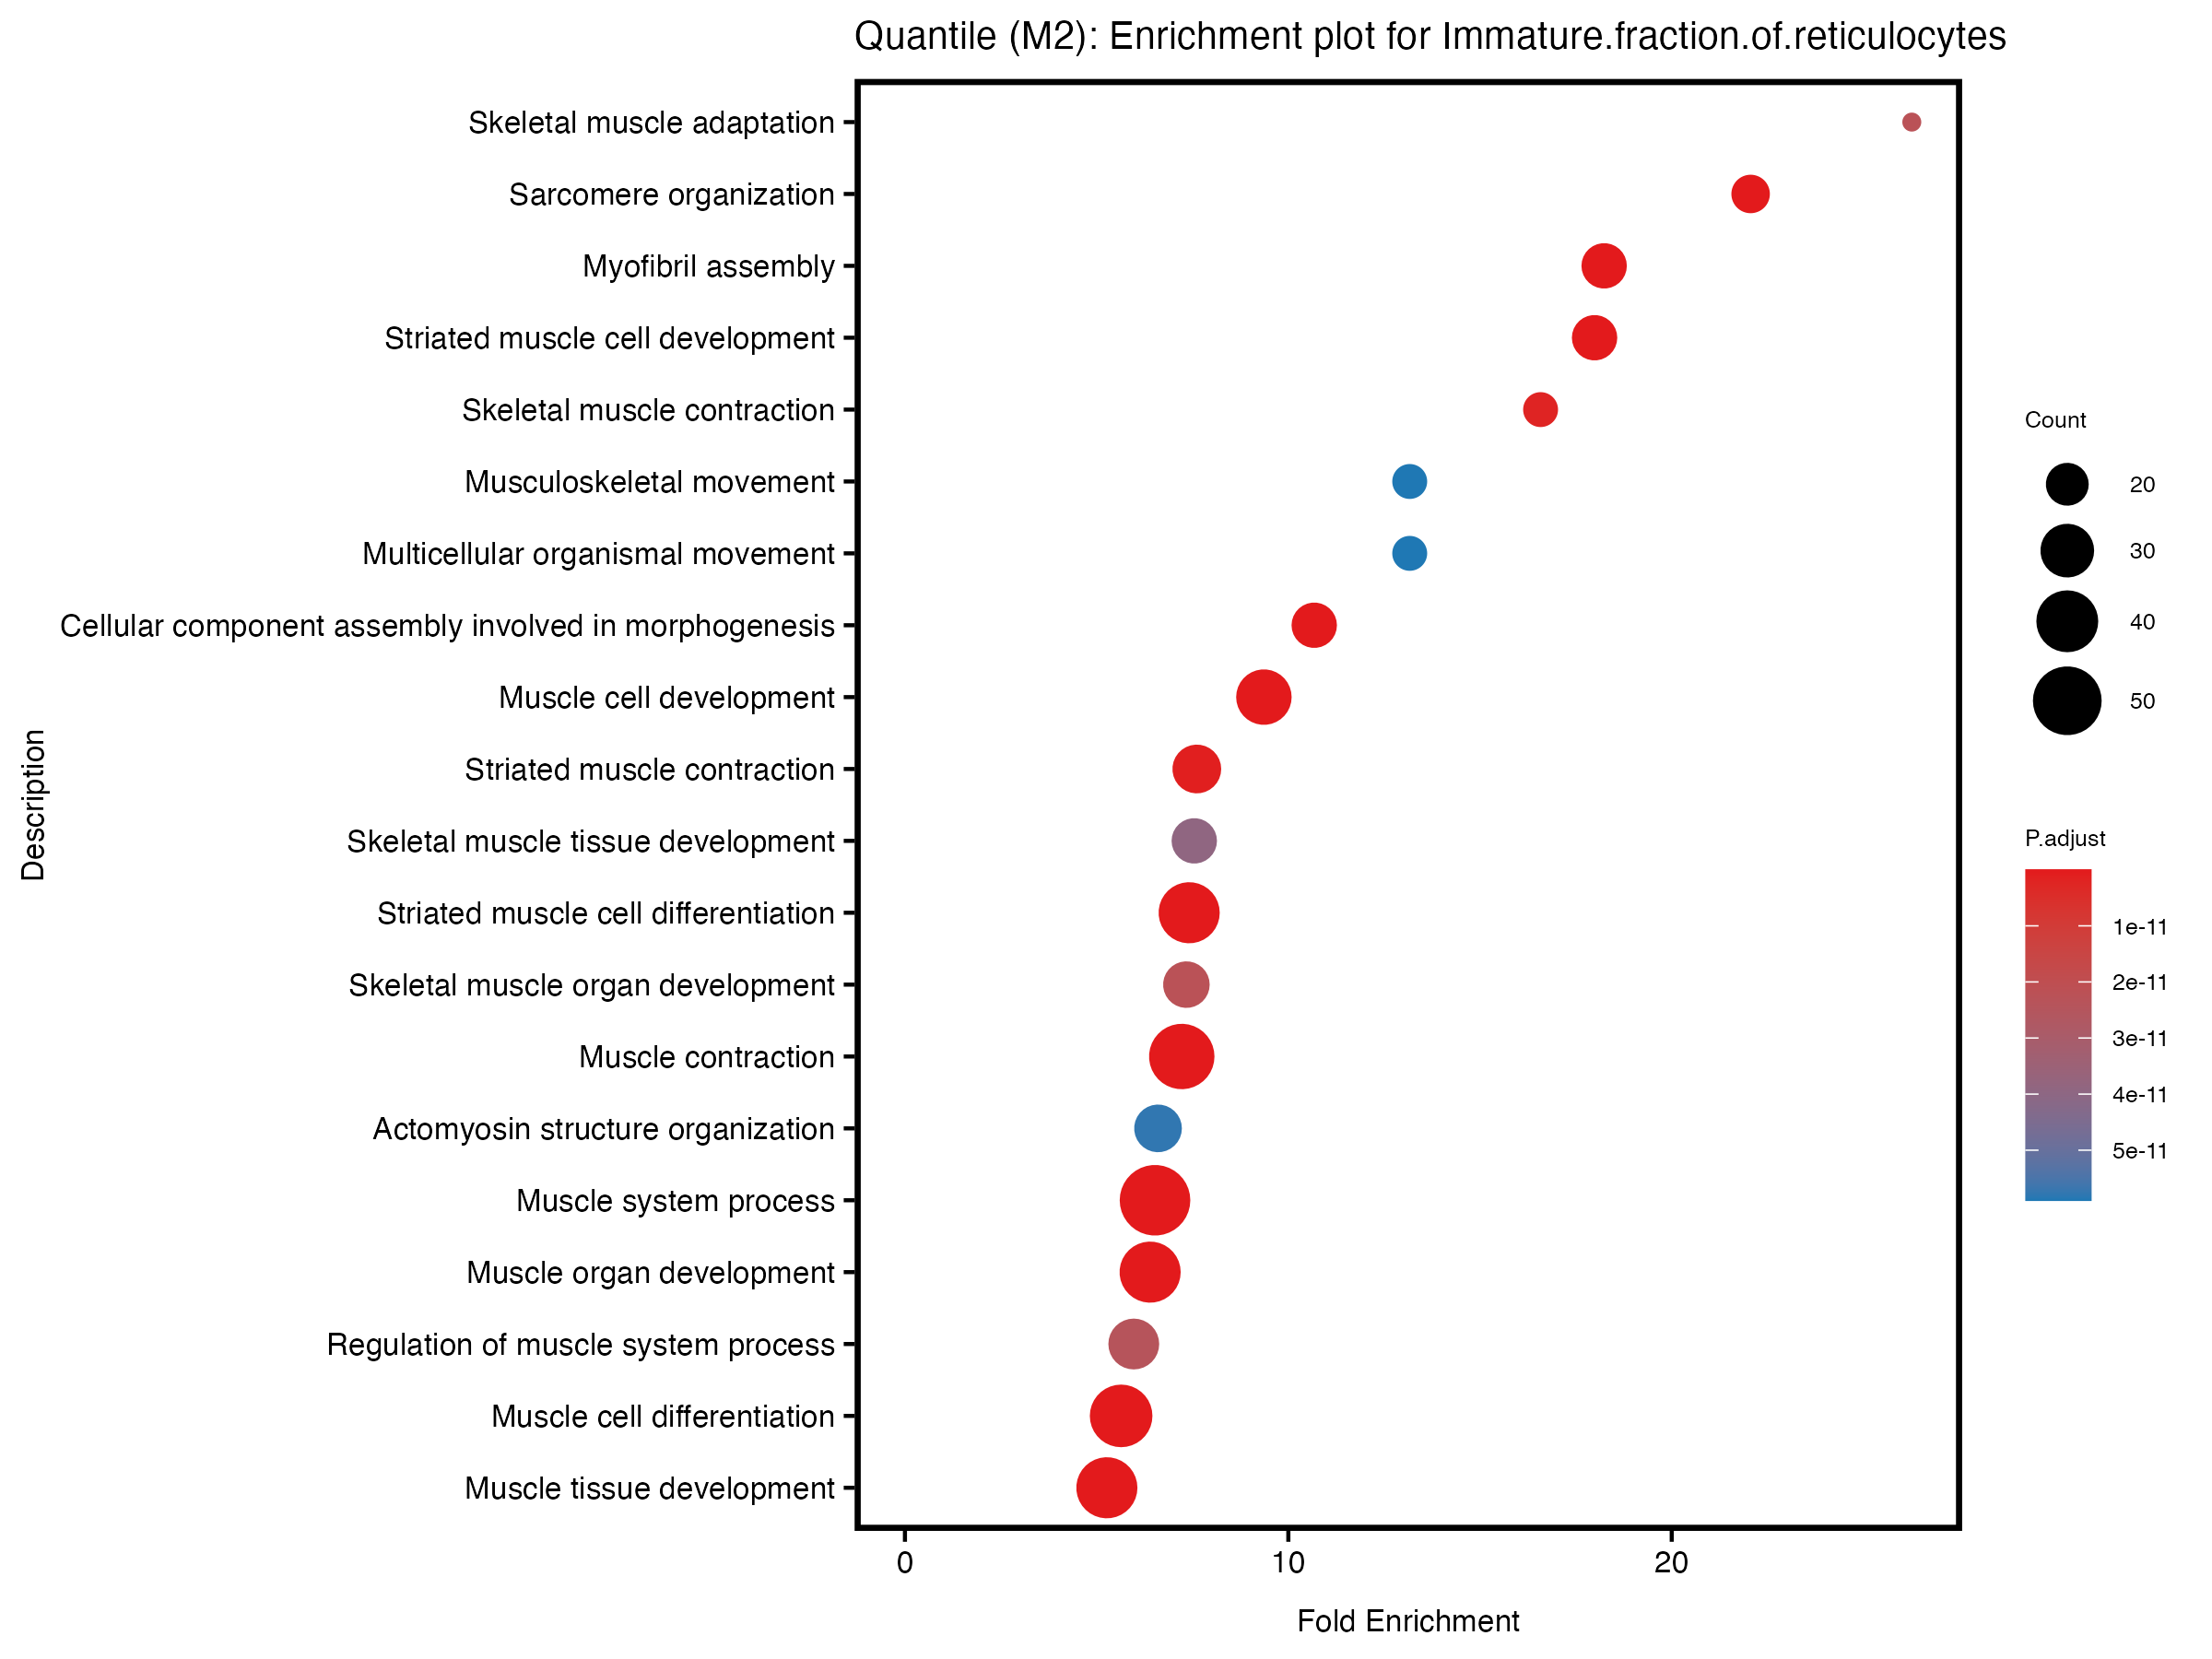 Quantile (M2): Enrichment plot for Immature.fraction.of.reticulocytes
Skeletal muscle adaptation
Sarcomere organization
Myofibril assembly
Striated muscle cell development
Skeletal muscle contraction
Musculoskeletal movement
Multicellular organismal movement
Cellular component assembly involved in morphogenesis
Muscle cell development
Striated muscle contraction
Skeletal muscle tissue development
Striated muscle cell differentiation
Skeletal muscle organ development
Muscle contraction
Actomyosin structure organization
Muscle system process
Muscle organ development
Regulation of muscle system process
Muscle cell differentiation
Muscle tissue development
Description
0 10 20
Fold Enrichment
Count
20
30
40
50
P.adjust
1e-11
2e-11
3e-11
4e-11
5e-11